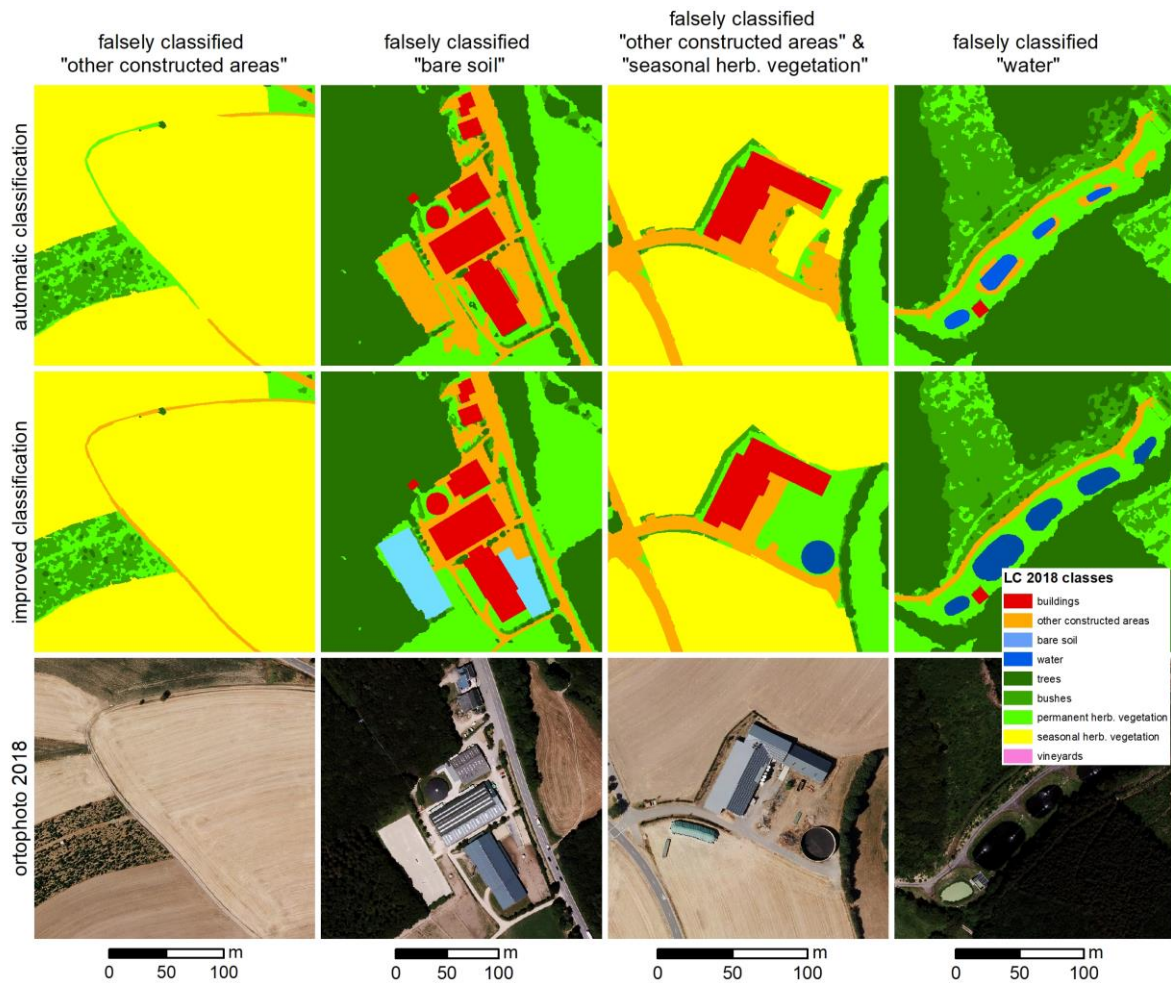 falsely classified
"other constructed areas"
falsely classified
"bare soil"
falsely classified
"other constructed areas" &
"seasonal herb. vegetation"
falsely classified
"water"
automatic classification
improved classification
LC 2018 classes
buildings
other constructed areas
bare soil
water
trees
bushes
permanent herb. vegetation
seasonal herb. vegetation
vineyards
ortophoto 2018
m
0 50 100
m
0 50 100
m
0 50 100
m
0 50 100